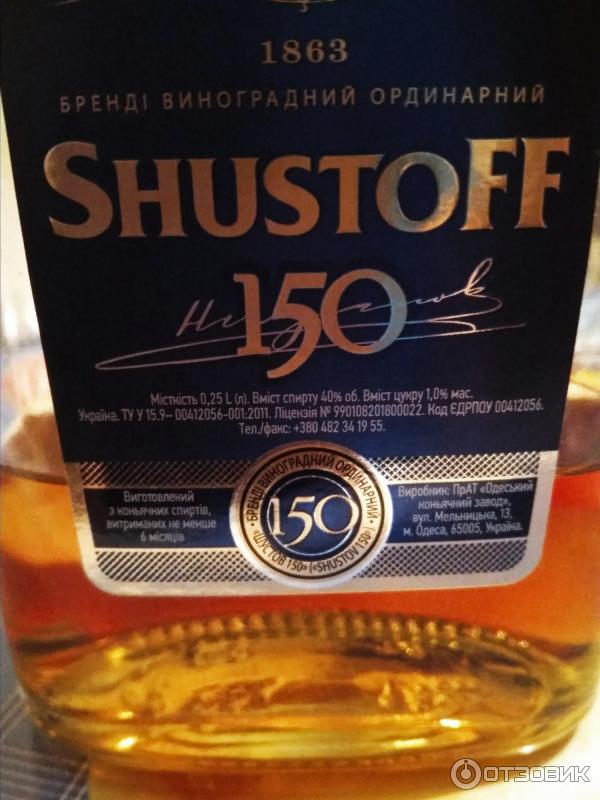 1863
БРЕНДІ ВИНОГРАДНИЙ ОРДИНАРНИЙ
SHUSTOFF
150
Місткість 0,25 L (л). Вміст спирту 40% об. Вміст цукру 1,0% мас.
Україна. ТУ У 15.9– 00412056-001:2011. Ліцензія № 990108201800022. Код ЄДРПОУ 00412056.
Тел./факс: +380 482 34 19 55.
Виготовлений
з коньячних спиртів,
витриманих не менше
6 місяців
• БРЕНДІ ВИНОГРАДНИЙ ОРДИНАРНИЙ •
150
«ШУСТОВ 150» («SHUSTOV 150»)
Виробник: ПрАТ «Одеський
коньячний завод»,
вул. Мельницька, 13,
м. Одеса, 65005, Україна.
ОТЗОВИК